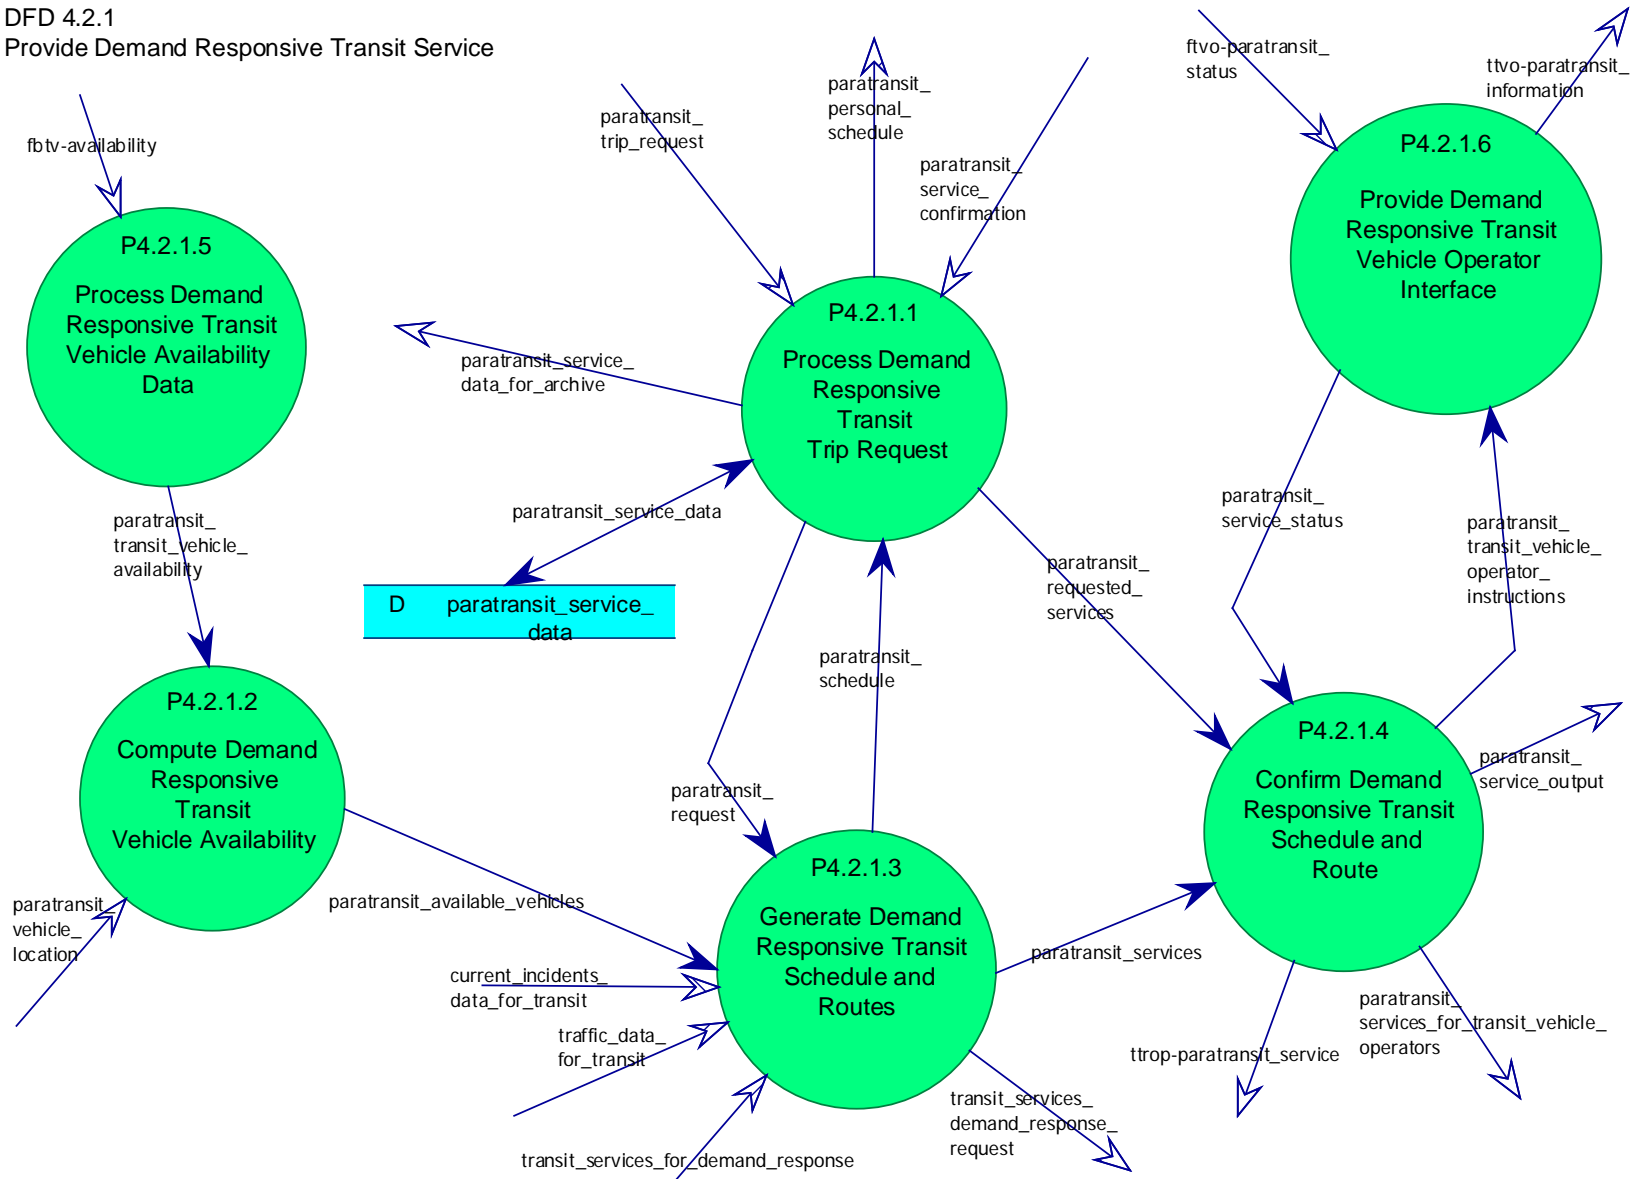 DFD 4.2.1
Provide Demand Responsive Transit Service
fbtv-availability
P4.2.1.5
Process Demand
Responsive Transit
Vehicle Availability
Data
paratransit_
transit_vehicle_
availability
P4.2.1.2
Compute Demand
Responsive
Transit
Vehicle Availability
paratransit_
vehicle_
location
paratransit_
trip_request
paratransit_
personal_
schedule
paratransit_
service_
confirmation
P4.2.1.1
Process Demand
Responsive
Transit
Trip Request
paratransit_service_
data_for_archive
paratransit_service_data
D paratransit_service_
data
paratransit_
request
paratransit_
schedule
paratransit_
requested_
services
paratransit_available_vehicles
current_incidents_
data_for_transit
traffic_data_
for_transit
transit_services_for_demand_response
P4.2.1.3
Generate Demand
Responsive Transit
Schedule and
Routes
paratransit_services
transit_services_
demand_response_
request
ftvo-paratransit_
status
ttvo-paratransit_
information
P4.2.1.6
Provide Demand
Responsive Transit
Vehicle Operator
Interface
paratransit_
service_status
paratransit_
transit_vehicle_
operator_
instructions
P4.2.1.4
Confirm Demand
Responsive Transit
Schedule and
Route
paratransit_
service_output
ttrop-paratransit_service
paratransit_
services_for_transit_vehicle_
operators